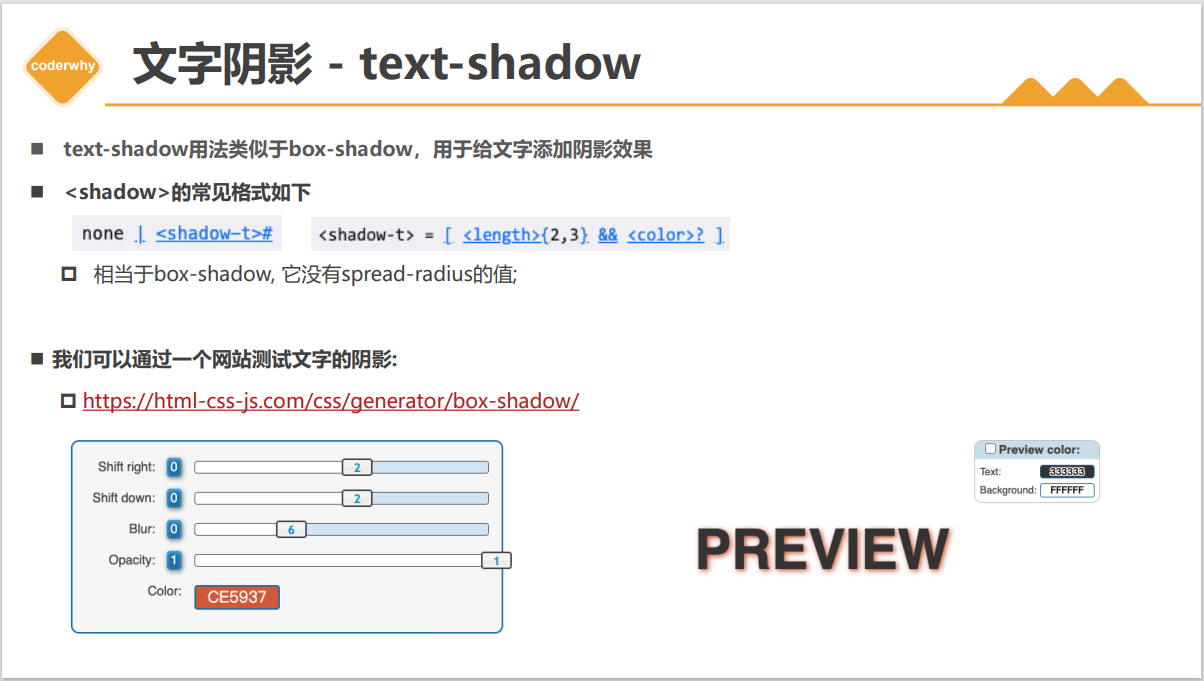 coderwhy
文字阴影 - text-shadow
text-shadow用法类似于box-shadow，用于给文字添加阴影效果
<shadow>的常见格式如下
none | <shadow-t>#
<shadow-t> = [ <length>{2,3} && <color>? ]
相当于box-shadow, 它没有spread-radius的值;
我们可以通过一个网站测试文字的阴影:
https://html-css-js.com/css/generator/box-shadow/
Shift right: 0 2
Shift down: 0 2
Blur: 0 6
Opacity: 1 1
Color: CE5937
PREVIEW
Preview color:
Text: 333333
Background: FFFFFF